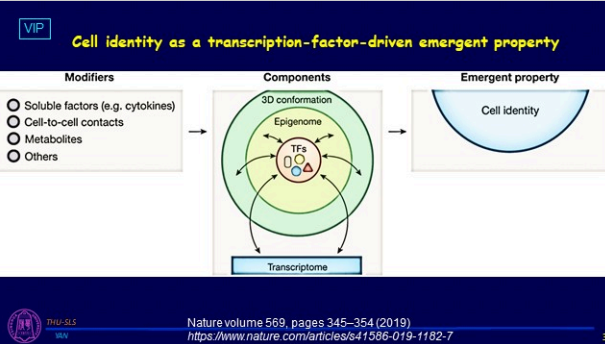 VIP
Cell identity as a transcription-factor-driven emergent property
Modifiers
Components
Emergent property
Soluble factors (e.g. cytokines)
Cell-to-cell contacts
Metabolites
Others
3D conformation
Epigenome
TFs
Transcriptome
Cell identity
THU-SLS
YAN
Nature volume 569, pages 345–354 (2019)
https://www.nature.com/articles/s41586-019-1182-7